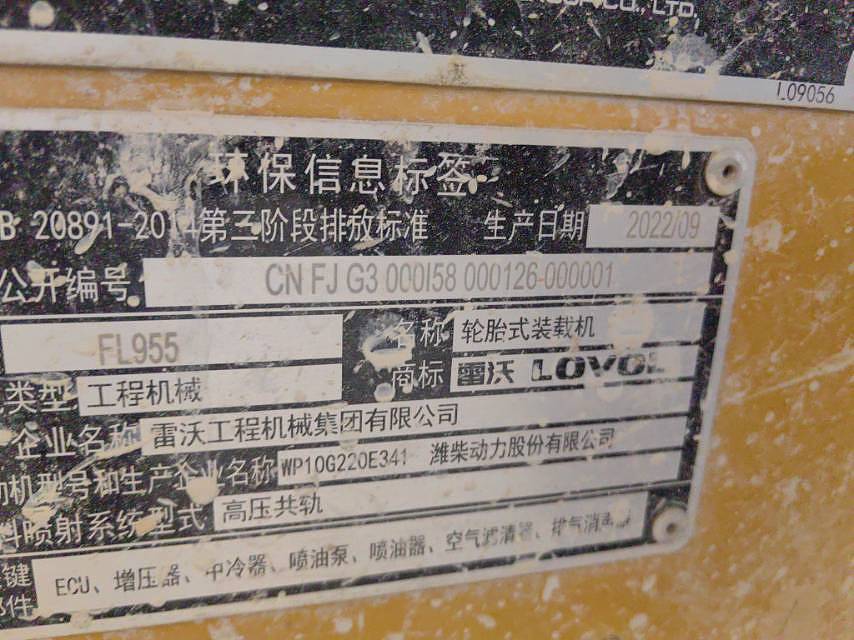 CO., LTD.
L09056
环保信息标签
B 20891-2014第三阶段排放标准 生产日期 2022/09
公开编号 CN FJ G3 000I58 000126-000001
FL955 名称 轮胎式装载机
类型 工程机械 商标 雷沃 LOVOL
企业名称 雷沃工程机械集团有限公司
机型号和生产企业名称 WP10G220E341 潍柴动力股份有限公司
喷射系统型式 高压共轨
键 ECU、增压器、中冷器、喷油泵、喷油器、空气滤清器、排气消声器
件